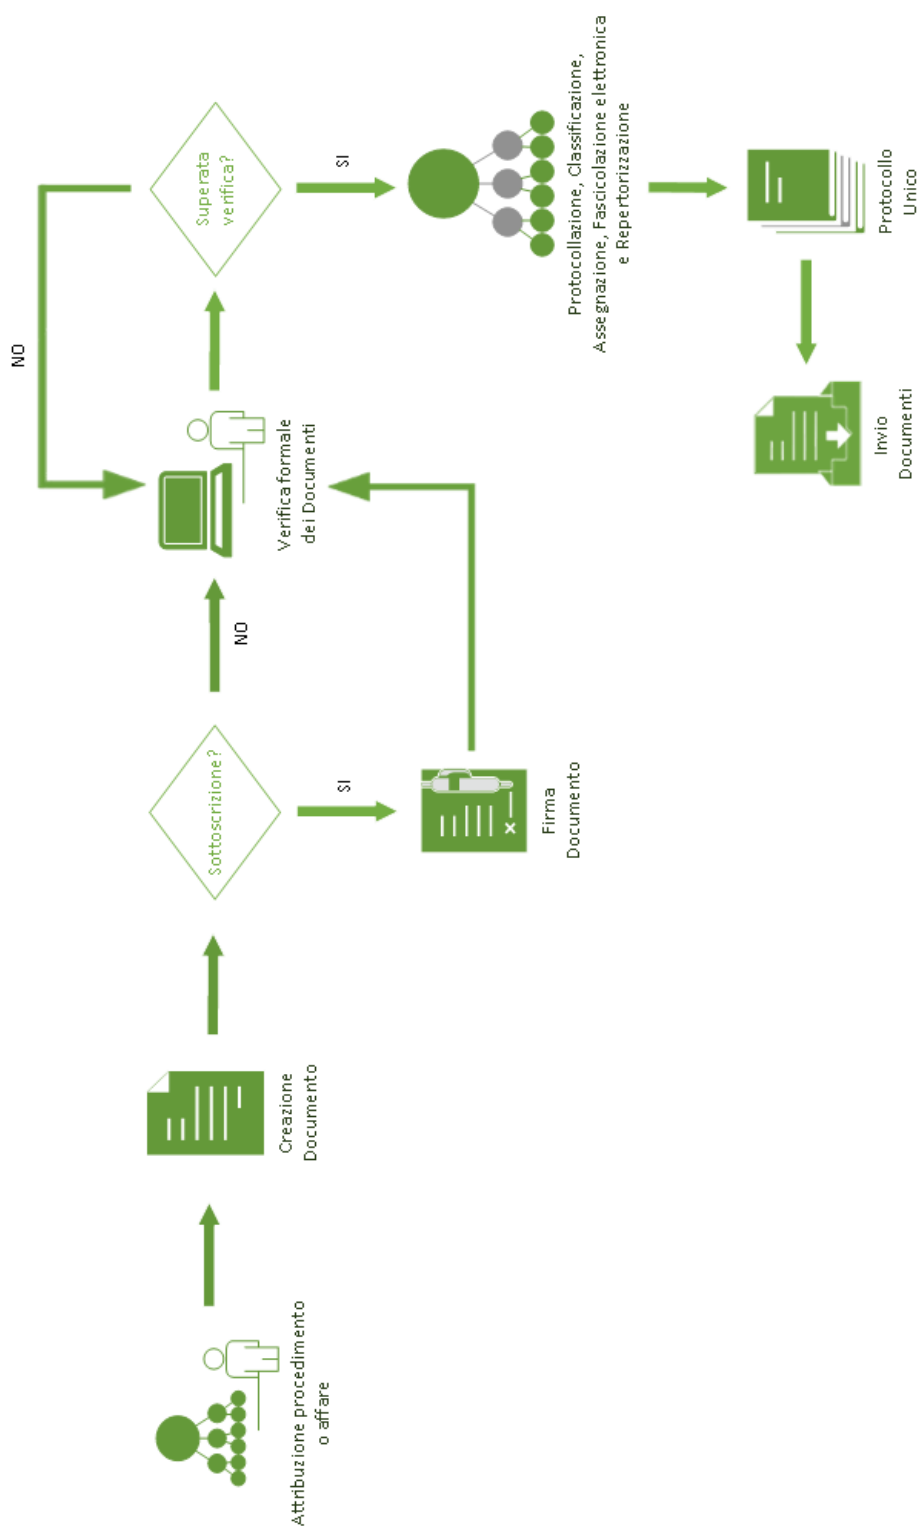 Attribuzione procedimento
o affare
Creazione
Documento
Sottoscrizione?
SI
NO
Firma
Documento
Verifica formale
dei Documenti
Superata
verifica?
NO
SI
Protocollazione, Classificazione,
Assegnazione, Fascicolazione elettronica
e Repertorizzazione
Protocollo
Unico
Invio
Documenti